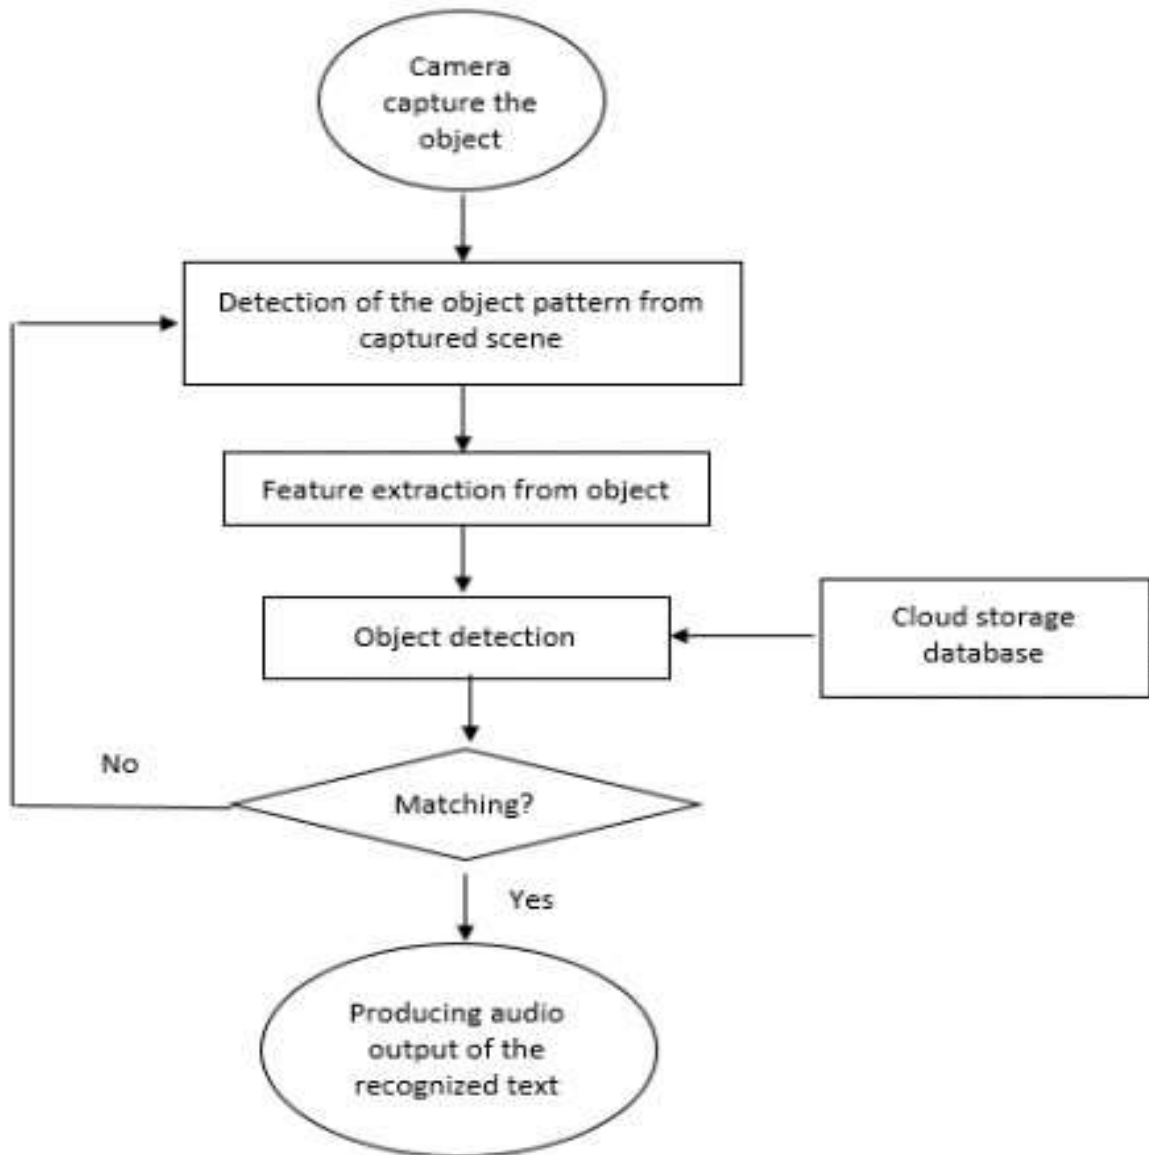 Camera
capture the
object
Detection of the object pattern from
captured scene
Feature extraction from object
Object detection
Cloud storage
database
No
Matching?
Yes
Producing audio
output of the
recognized text